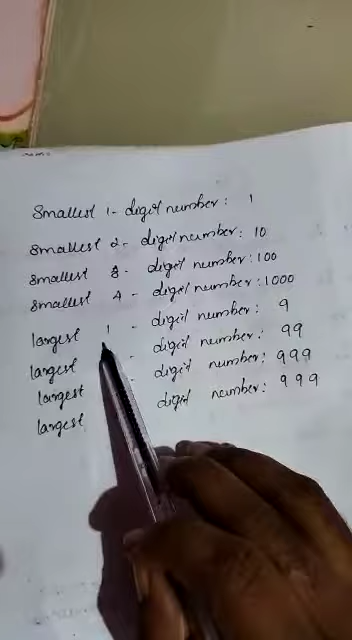 Smallest 1- digit number : 1
Smallest 2- digit number: 10
Smallest 3- digit number: 100
Smallest 4- digit number: 1000
largest 1 - digit number : 9
largest - digit number: 99
largest - digit number: 999
largest digit number: 999